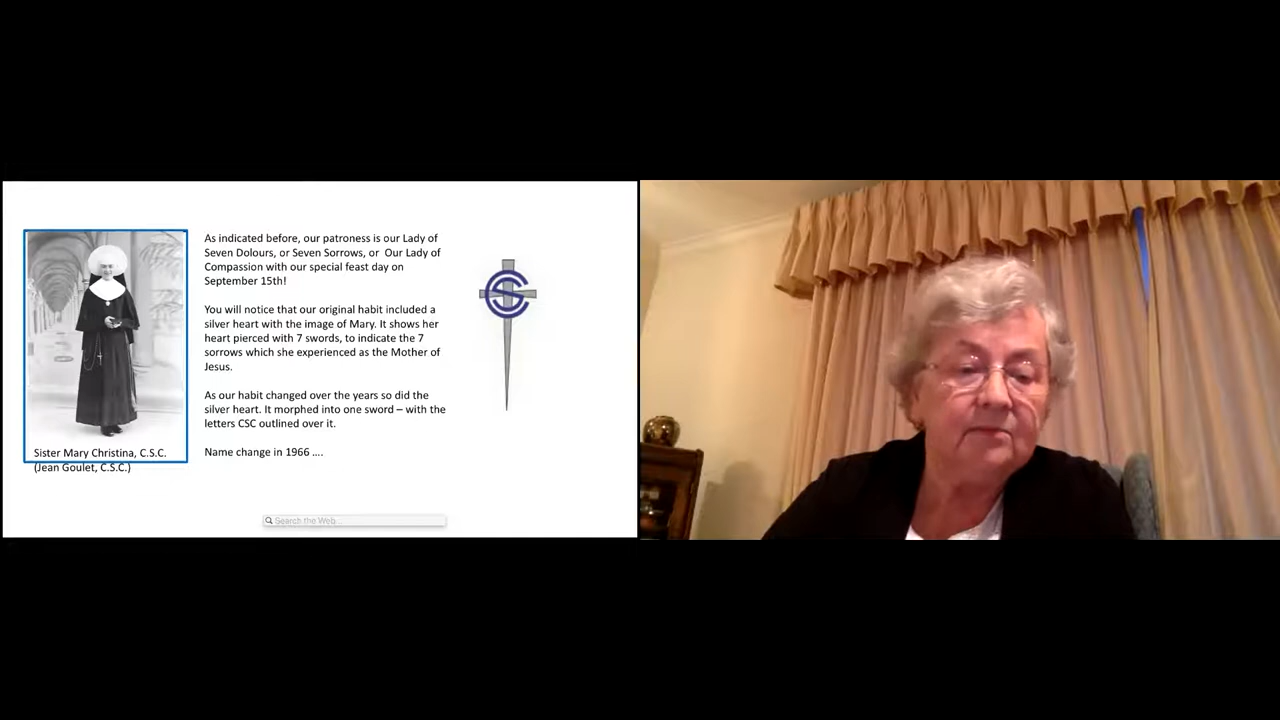 As indicated before, our patroness is our Lady of
Seven Dolours, or Seven Sorrows, or Our Lady of
Compassion with our special feast day on
September 15th!
You will notice that our original habit included a
silver heart with the image of Mary. It shows her
heart pierced with 7 swords, to indicate the 7
sorrows which she experienced as the Mother of
Jesus.
As our habit changed over the years so did the
silver heart. It morphed into one sword – with the
letters CSC outlined over it.
Name change in 1966 ....
Sister Mary Christina, C.S.C.
(Jean Goulet, C.S.C.)
CSC
Search the Web...